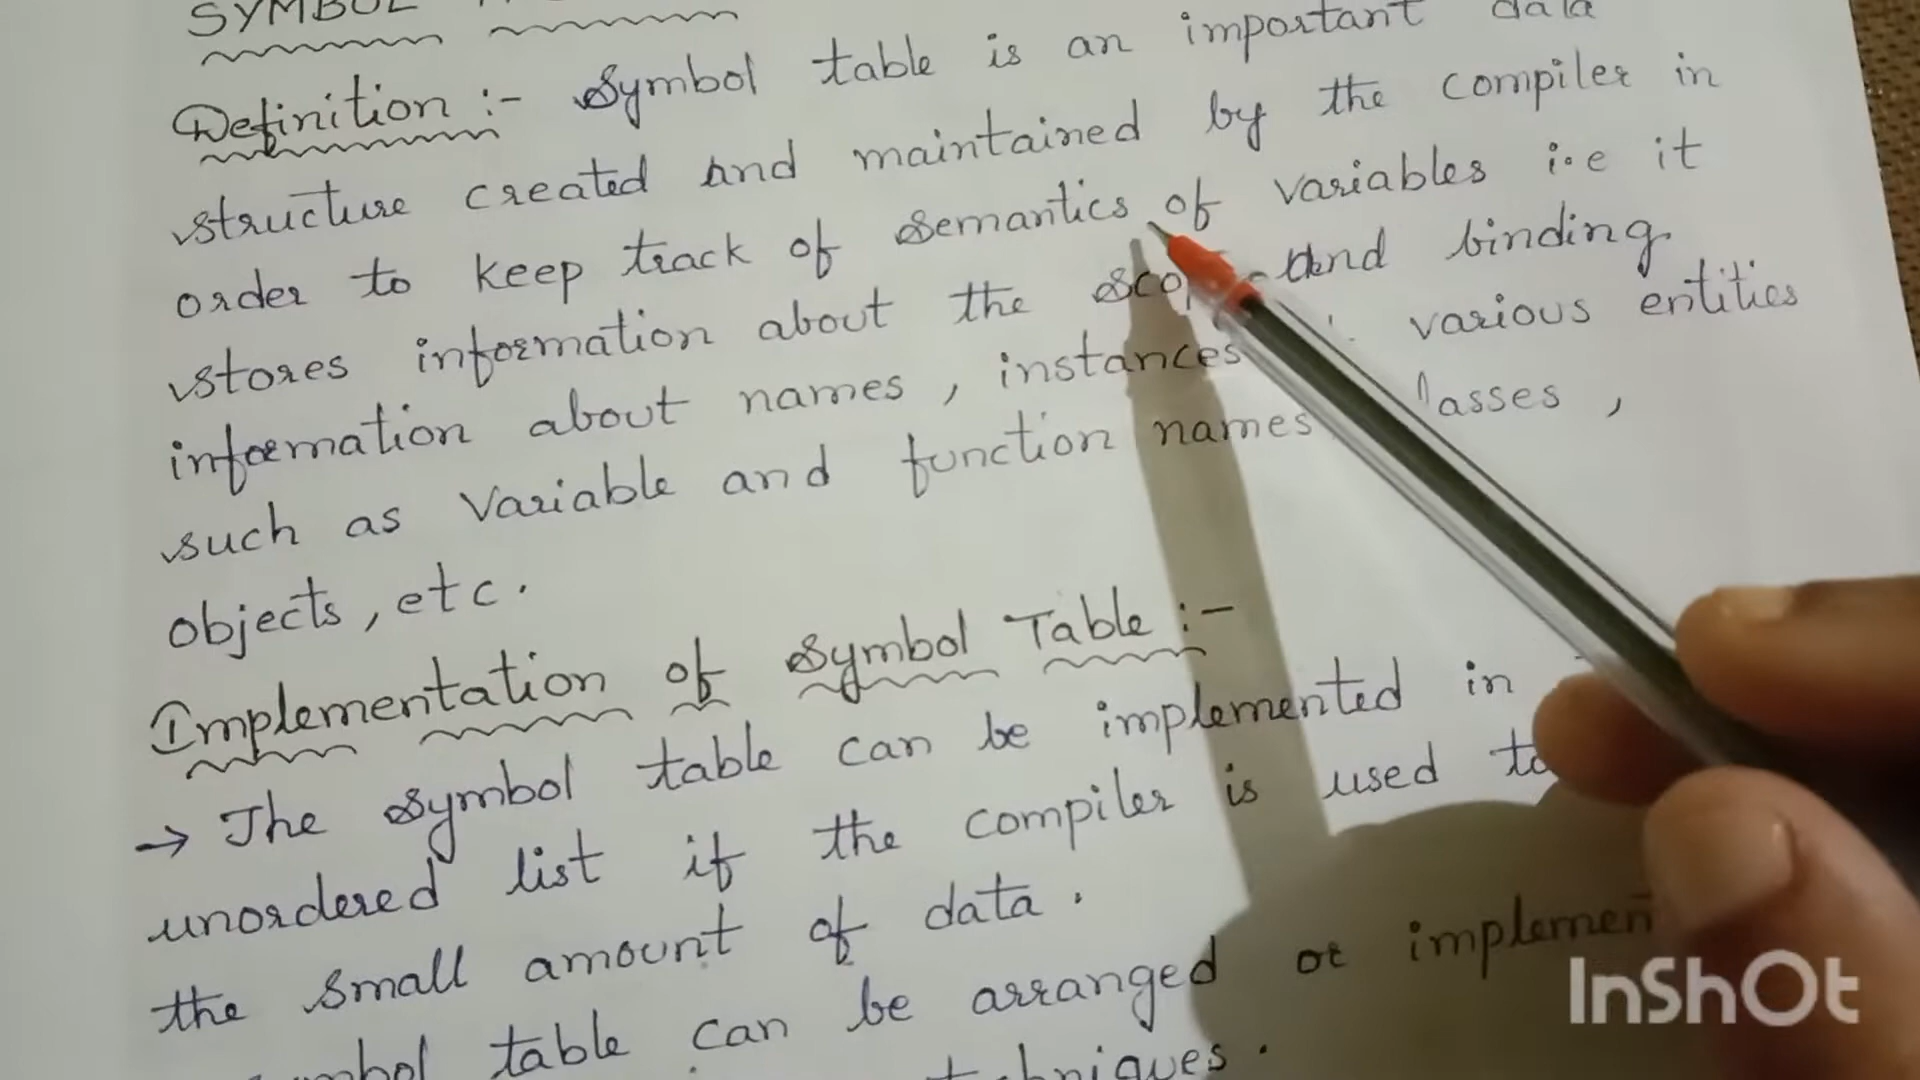 SYMBOL
Definition :- Symbol table is an important data
structure created and maintained by the compiler in
order to keep track of semantics of variables i.e it
stores information about the and binding
information about names, instances various entities
such as Variable and function names
objects, etc.
Implementation of Symbol Table :-
→ The symbol table can be implemented in
unordered list if the compiler is used to
the small amount of data.
table can be arranged or
InShOt